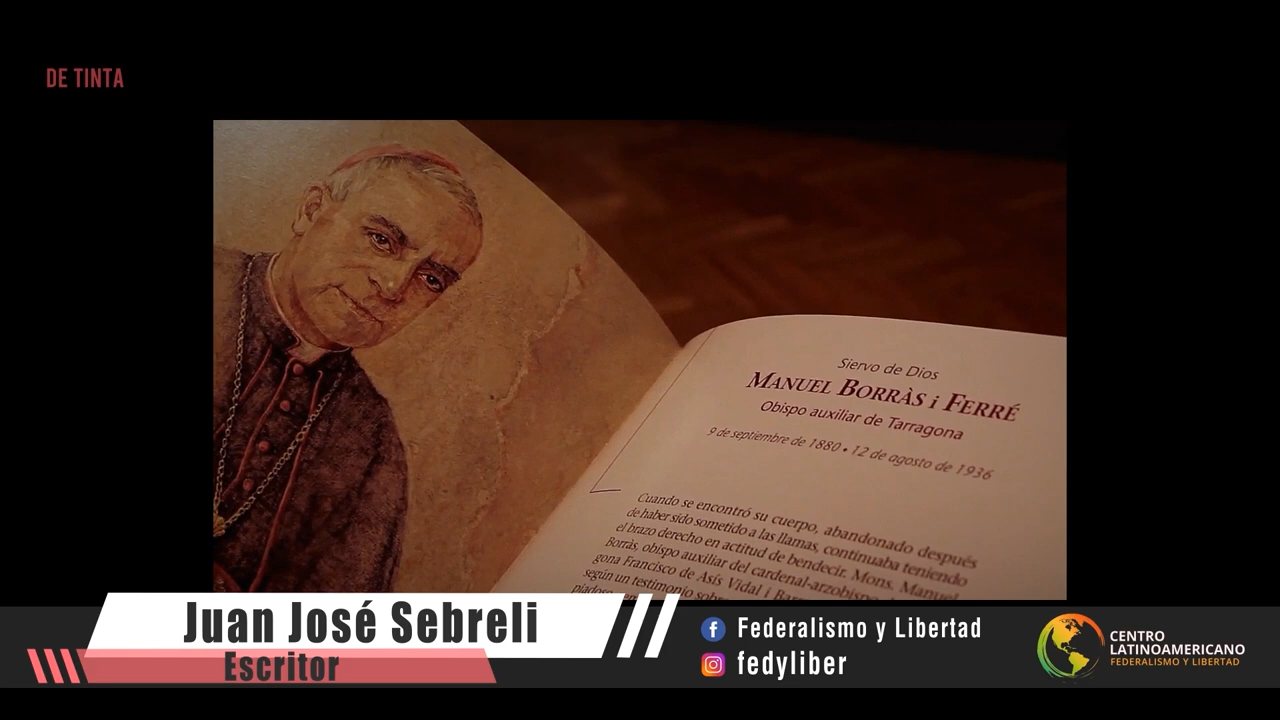 DE TINTA
Siervo de Dios
MANUEL BORRÀS i FERRÉ
Obispo auxiliar de Tarragona
9 de septiembre de 1880 • 12 de agosto de 1936
Cuando se encontró su cuerpo, abandonado después
de haber sido sometido a las llamas, continuaba teniendo
el brazo derecho en actitud de bendecir. Mons. Manuel
Borràs, obispo auxiliar del cardenal-arzobispo
gona Francisco de Asís Vidal i
según un testimonio
Juan José Sebreli
Escritor
Federalismo y Libertad
fedyliber
CENTRO
LATINOAMERICANO
FEDERALISMO Y LIBERTAD